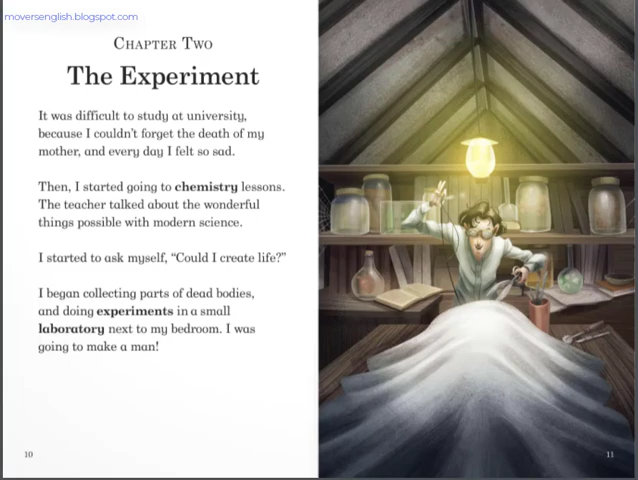 moversenglish.blogspot.com
Chapter Two
The Experiment
It was difficult to study at university,
because I couldn't forget the death of my
mother, and every day I felt so sad.
Then, I started going to chemistry lessons.
The teacher talked about the wonderful
things possible with modern science.
I started to ask myself, “Could I create life?”
I began collecting parts of dead bodies,
and doing experiments in a small
laboratory next to my bedroom. I was
going to make a man!
10
11